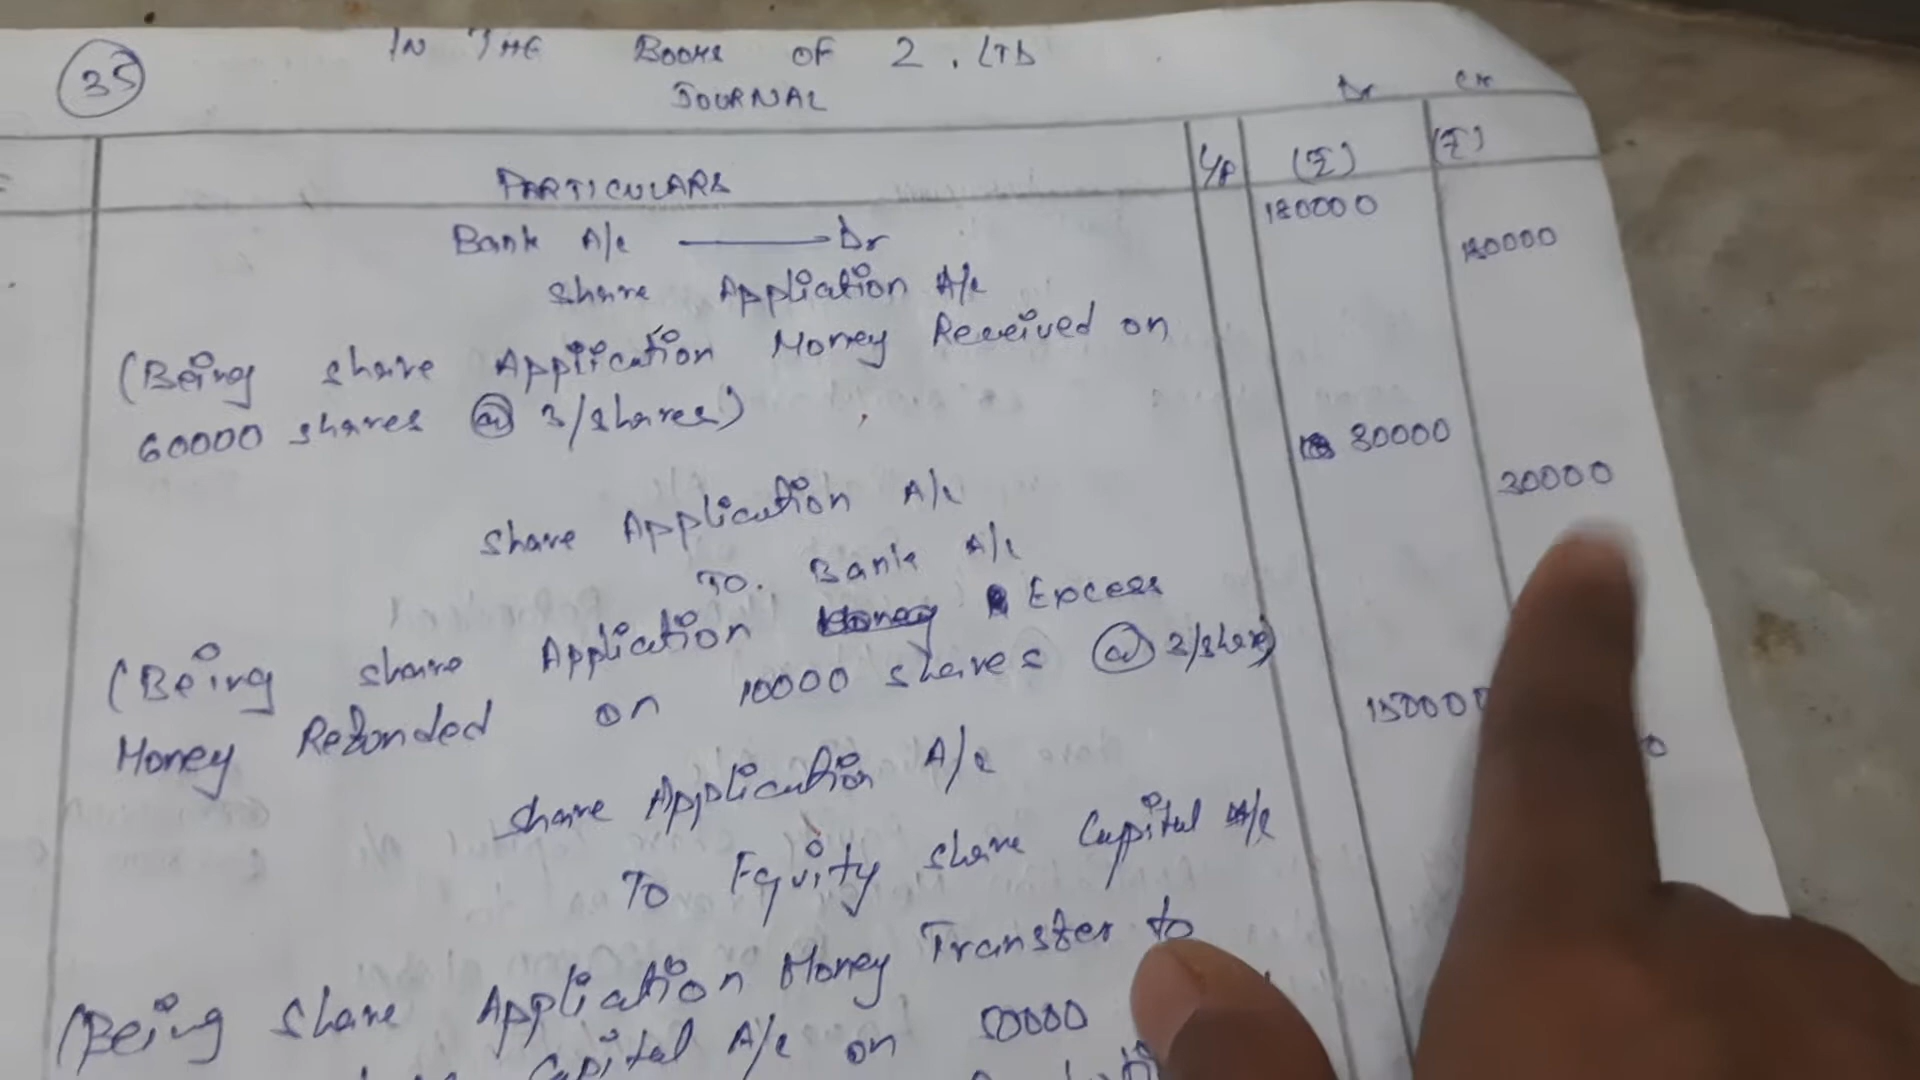 35
IN THE BOOKS OF Z. LTD
JOURNAL
Dr Cr
PARTICULARS L/F (₹) (₹)
Bank A/c Dr 180000
Share Application A/c 180000
(Being share Application Money Received on
60000 shares @ 3/shares)
Share Application A/c 30000
To. Bank A/c 30000
(Being share Application Excess
Money Refonded on 10000 shares @ 3/share)
Share Application A/c 150000
To Equity share Capital A/c 0
(Being Share Application Money Transfer to
Capital A/c on 50000